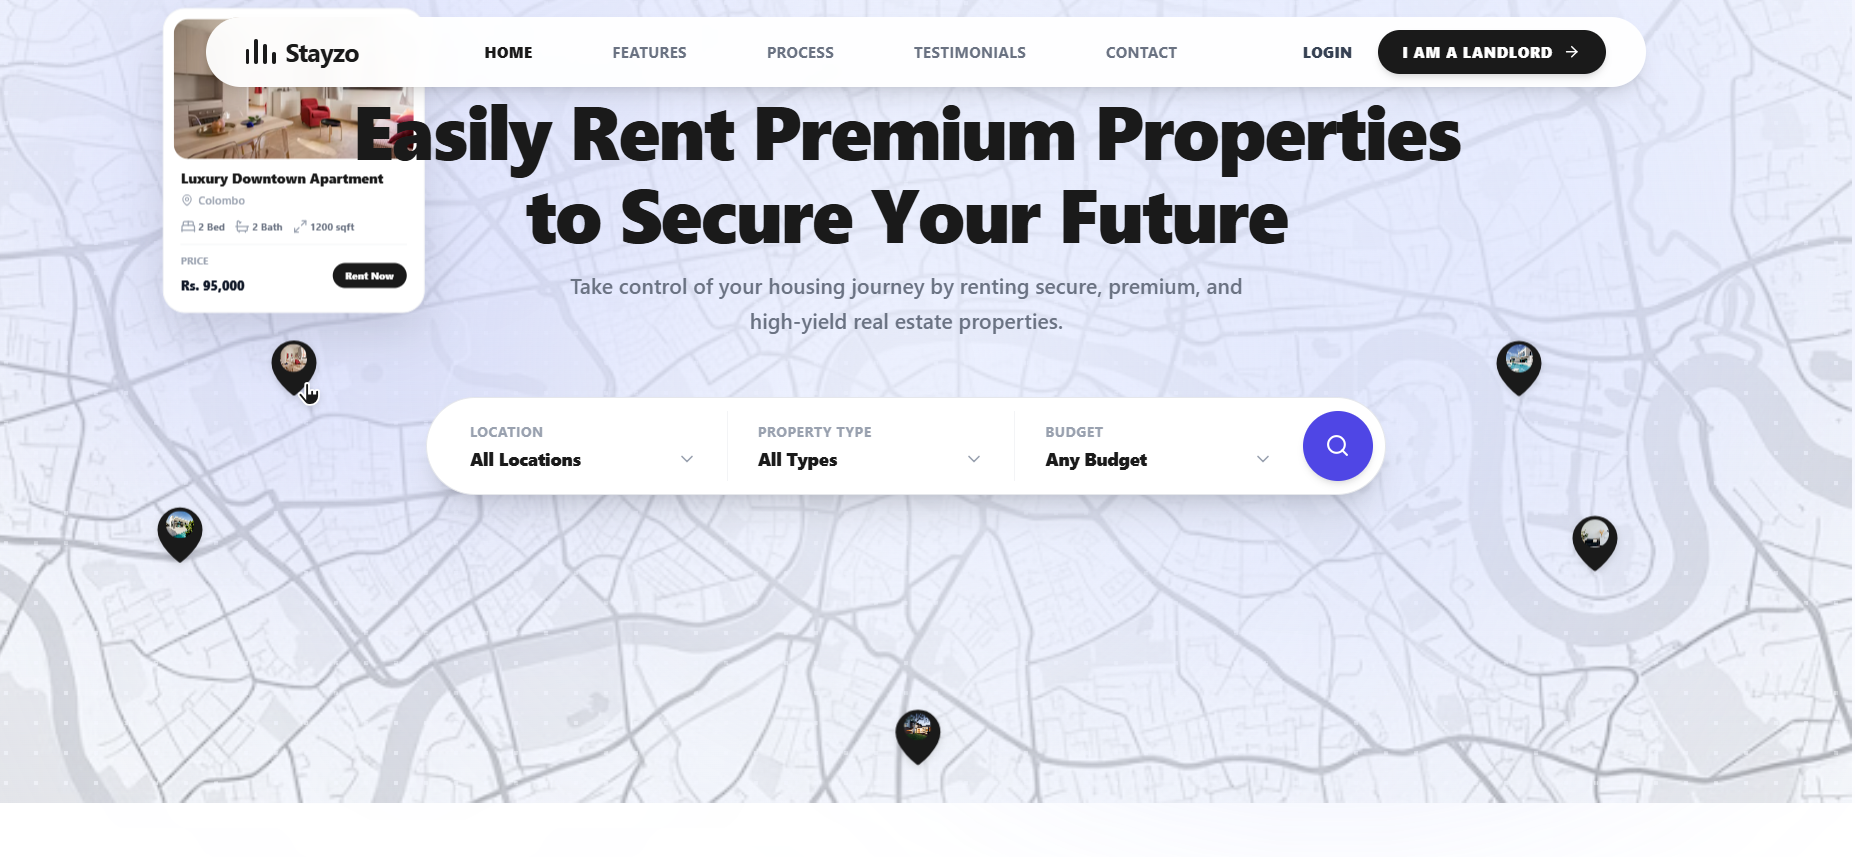 Stayzo
HOME
FEATURES
PROCESS
TESTIMONIALS
CONTACT
LOGIN
I AM A LANDLORD
Easily Rent Premium Properties
to Secure Your Future
Take control of your housing journey by renting secure, premium, and
high-yield real estate properties.
Luxury Downtown Apartment
Colombo
2 Bed 2 Bath 1200 sqft
PRICE
Rs. 95,000
Rent Now
LOCATION
All Locations
PROPERTY TYPE
All Types
BUDGET
Any Budget